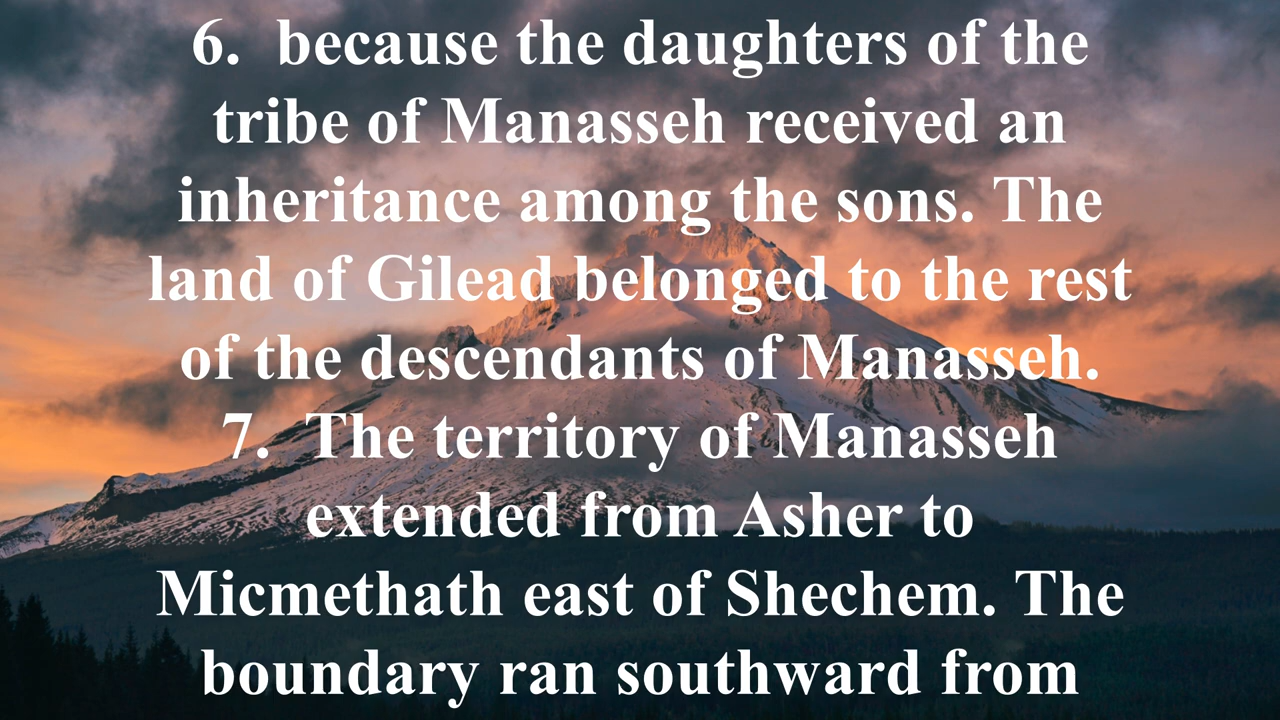 6.  because the daughters of the
tribe of Manasseh received an
inheritance among the sons. The
land of Gilead belonged to the rest
of the descendants of Manasseh.
7.  The territory of Manasseh
extended from Asher to
Micmethath east of Shechem. The
boundary ran southward from